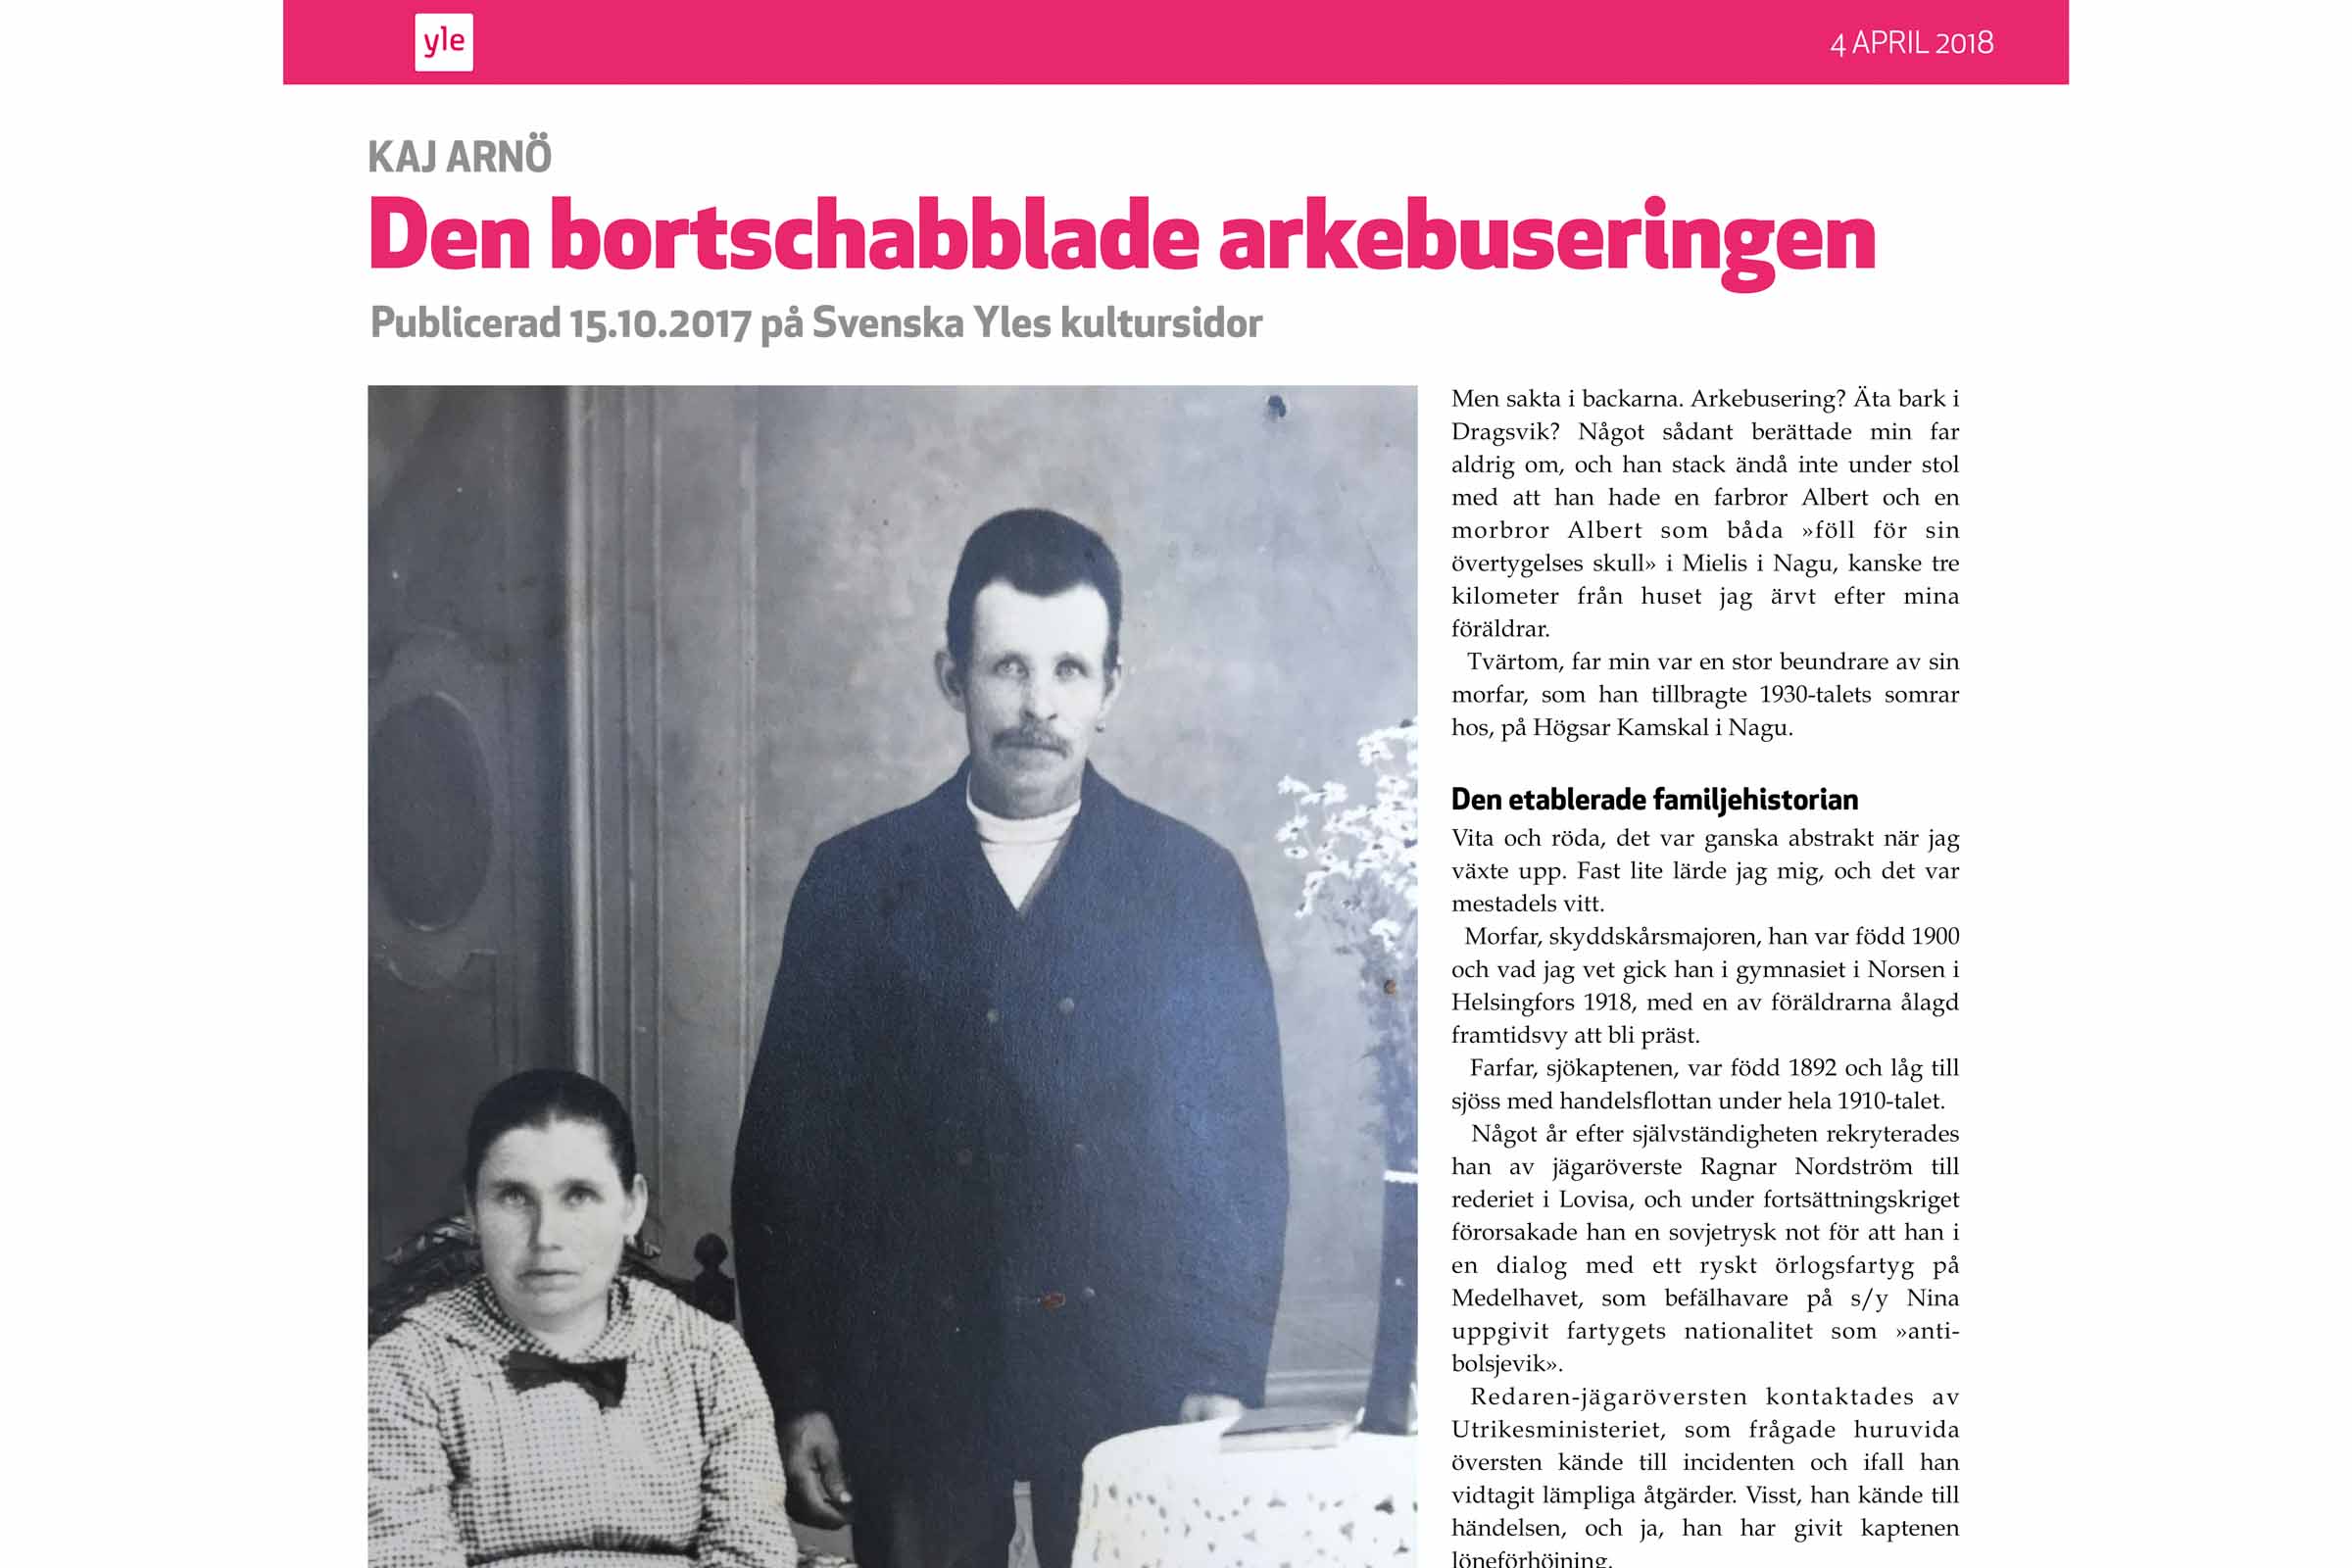 yle
4 APRIL 2018
KAJ ARNÖ
Den bortschabblade arkebuseringen
Publicerad 15.10.2017 på Svenska Yles kultursidor
Men sakta i backarna. Arkebusering? Äta bark i
Dragsvik? Något sådant berättade min far
aldrig om, och han stack ändå inte under stol
med att han hade en farbror Albert och en
morbror Albert som båda »föll för sin
övertygelses skull» i Mielis i Nagu, kanske tre
kilometer från huset jag ärvt efter mina
föräldrar.
Tvärtom, far min var en stor beundrare av sin
morfar, som han tillbragte 1930-talets somrar
hos, på Högsar Kamskal i Nagu.
Den etablerade familjehistorian
Vita och röda, det var ganska abstrakt när jag
växte upp. Fast lite lärde jag mig, och det var
mestadels vitt.
Morfar, skyddskårsmajoren, han var född 1900
och vad jag vet gick han i gymnasiet i Norsen i
Helsingfors 1918, med en av föräldrarna ålagd
framtidsvy att bli präst.
Farfar, sjökaptenen, var född 1892 och låg till
sjöss med handelsflottan under hela 1910-talet.
Något år efter självständigheten rekryterades
han av jägaröverste Ragnar Nordström till
rederiet i Lovisa, och under fortsättningskriget
förorsakade han en sovjetrysk not för att han i
en dialog med ett ryskt örlogsfartyg på
Medelhavet, som befälhavare på s/y Nina
uppgivit fartygets nationalitet som »anti-
bolsjevik».
Redaren-jägaröversten kontaktades av
Utrikesministeriet, som frågade huruvida
översten kände till incidenten och ifall han
vidtagit lämpliga åtgärder. Visst, han kände till
händelsen, och ja, han har givit kaptenen
löneförhöjning.